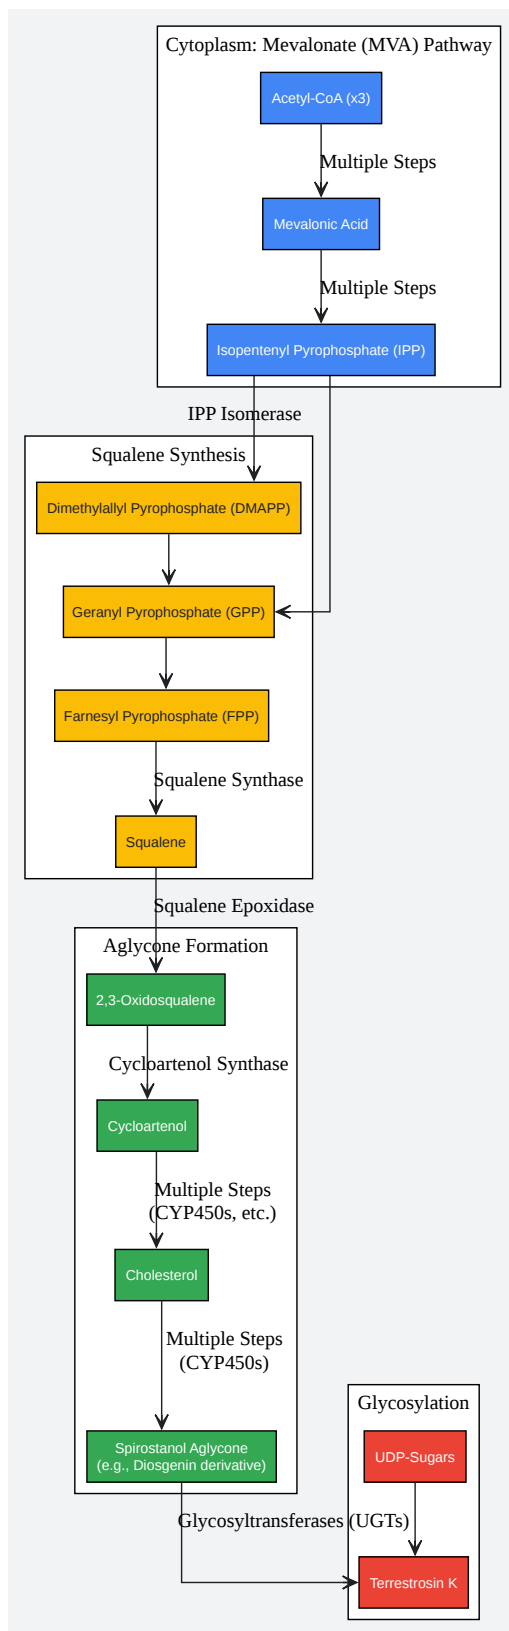 Cytoplasm: Mevalonate (MVA) Pathway
Acetyl-CoA (x3)
Multiple Steps
Mevalonic Acid
Multiple Steps
Isopentenyl Pyrophosphate (IPP)
IPP Isomerase
Squalene Synthesis
Dimethylallyl Pyrophosphate (DMAPP)
Geranyl Pyrophosphate (GPP)
Farnesyl Pyrophosphate (FPP)
Squalene Synthase
Squalene
Squalene Epoxidase
Aglycone Formation
2,3-Oxidosqualene
Cycloartenol Synthase
Cycloartenol
Multiple Steps
(CYP450s, etc.)
Cholesterol
Multiple Steps
(CYP450s)
Spirostanol Aglycone
(e.g., Diosgenin derivative)
Glycosylation
UDP-Sugars
Glycosyltransferases (UGTs)
Terrestrosin K